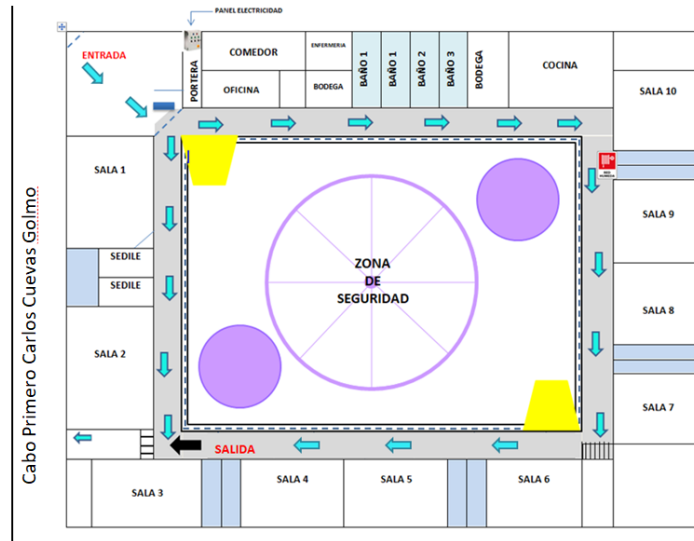 PANEL ELECTRICIDAD
ENTRADA
PORTERA
COMEDOR
ENFERMERIA
OFICINA
BODEGA
BAÑO 1
BAÑO 1
BAÑO 2
BAÑO 3
BODEGA
COCINA
SALA 10
SALA 1
SEDILE
SEDILE
SALA 2
SALA 9
SALA 8
SALA 7
ZONA
DE
SEGURIDAD
SALIDA
SALA 3
SALA 4
SALA 5
SALA 6
Cabo Primero Carlos Cuevas Golmo